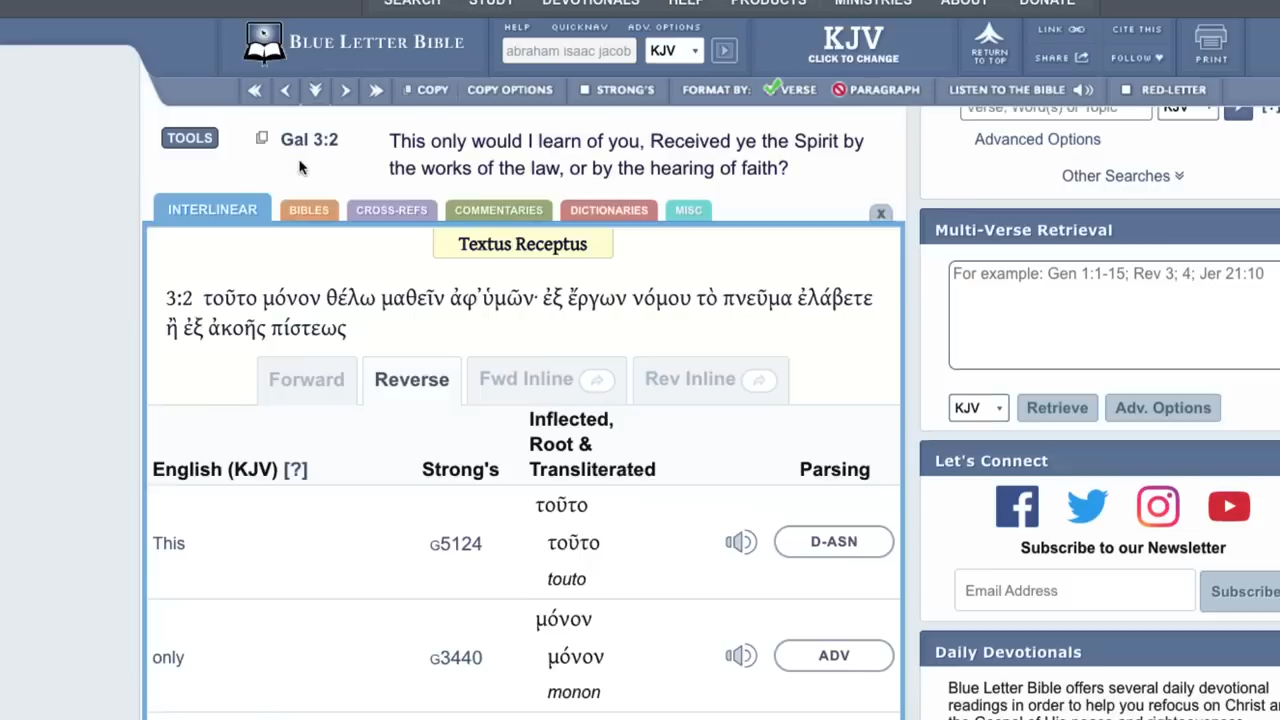 SEARCH STUDY DEVOTIONALS HELP PRODUCTS MINISTRIES ABOUT DONATE
BLUE LETTER BIBLE
HELP QUICKNAV ADV. OPTIONS
abraham isaac jacob KJV
KJV
CLICK TO CHANGE
RETURN
TO TOP
LINK CITE THIS
SHARE FOLLOW
PRINT
COPY COPY OPTIONS STRONG'S FORMAT BY: VERSE PARAGRAPH LISTEN TO THE BIBLE RED-LETTER
TOOLS Gal 3:2 This only would I learn of you, Received ye the Spirit by
the works of the law, or by the hearing of faith?
INTERLINEAR BIBLES CROSS-REFS COMMENTARIES DICTIONARIES MISC X
Textus Receptus
3:2 τοῦτο μόνον θέλω μαθεῖν ἀφ᾽ὑμῶν· ἐξ ἔργων νόμου τὸ πνεῦμα ἐλάβετε
ἢ ἐξ ἀκοῆς πίστεως
Forward Reverse Fwd Inline Rev Inline
English (KJV) [?] Strong's Inflected,
Root &
Transliterated Parsing
τοῦτο
This G5124 τοῦτο D-ASN
touto
μόνον
only G3440 μόνον ADV
monon
Verse, Word(s) or Topic KJV
Advanced Options
Other Searches
Multi-Verse Retrieval
For example: Gen 1:1-15; Rev 3; 4; Jer 21:10
KJV Retrieve Adv. Options
Let's Connect
Subscribe to our Newsletter
Email Address Subscribe
Daily Devotionals
Blue Letter Bible offers several daily devotional
readings in order to help you refocus on Christ